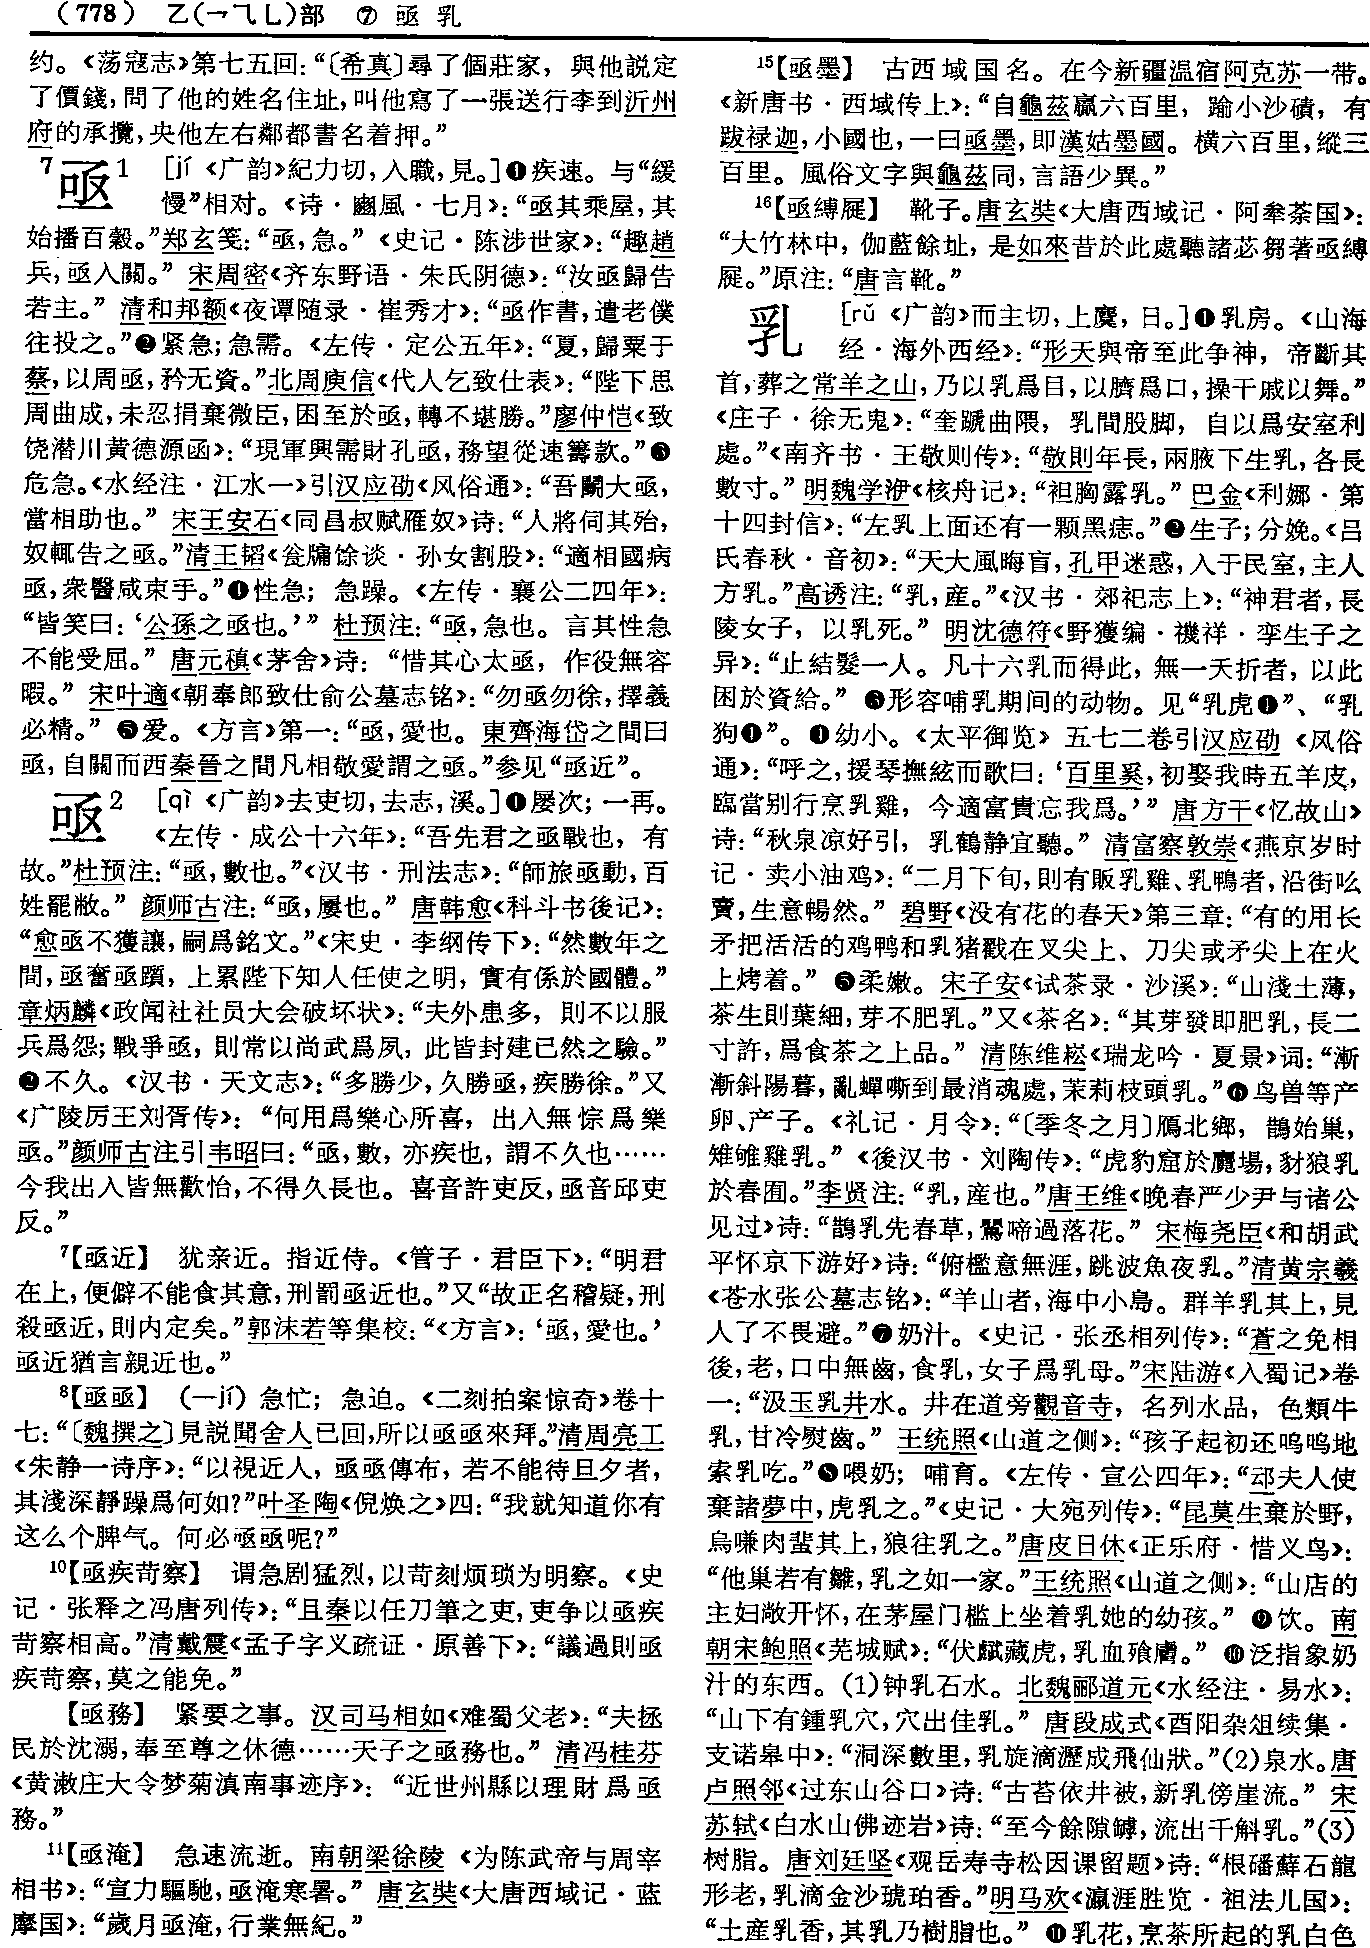 （778） 乙(乛⺄乚)部 ⑦ 亟 乳
约。《荡寇志》第七五回：“〔希真〕尋了個莊家，與他説定
了價錢，問了他的姓名住址，叫他寫了一張送行李到沂州
府的承攬，央他左右鄰都書名着押。”
7亟1 ［jí《广韵》紀力切，入職，見。］❶疾速。与“緩
慢”相对。《诗·豳風·七月》：“亟其乘屋，其
始播百穀。”郑玄笺：“亟，急。”《史记·陈涉世家》：“趣趙
兵，亟入關。” 宋周密《齐东野语·朱氏阴德》：“汝亟歸告
若主。” 清和邦额《夜谭随录·崔秀才》：“亟作書，遣老僕
往投之。”❷紧急；急需。《左传·定公五年》：“夏，歸粟于
蔡，以周亟，矜无資。”北周庾信《代人乞致仕表》：“陛下思
周曲成，未忍捐棄微臣，困至於亟，轉不堪勝。”廖仲恺《致
饶潜川黄德源函》：“現軍興需財孔亟，務望從速籌款。”❸
危急。《水经注·江水一》引汉应劭《风俗通》：“吾鬭大亟，
當相助也。” 宋王安石《同昌叔赋雁奴》诗：“人將伺其殆，
奴輒告之亟。”清王韬《瓮牖馀谈·孙女割股》：“適相國病
亟，衆醫咸束手。”❹性急；急躁。《左传·襄公二四年》：
“皆笑曰：‘公孫之亟也。’” 杜预注：“亟，急也。言其性急
不能受屈。” 唐元稹《茅舍》诗：“惜其心太亟，作役無容
暇。” 宋叶適《朝奉郎致仕俞公墓志铭》：“勿亟勿徐，擇義
必精。” ❺爱。《方言》第一：“亟，愛也。東齊海岱之間曰
亟，自關而西秦晉之間凡相敬愛謂之亟。”参见“亟近”。
亟2 ［qì《广韵》去吏切，去志，溪。］❶屡次；一再。
《左传·成公十六年》：“吾先君之亟戰也，有
故。”杜预注：“亟，數也。”《汉书·刑法志》：“師旅亟動，百
姓罷敝。” 颜师古注：“亟，屢也。” 唐韩愈《科斗书後记》：
“愈亟不獲讓，嗣爲銘文。”《宋史·李纲传下》：“然數年之
間，亟奮亟躓，上累陛下知人任使之明，實有係於國體。”
章炳麟《政闻社社员大会破坏状》：“夫外患多，則不以服
兵爲怨；戰爭亟，則常以尚武爲夙，此皆封建已然之驗。”
❷不久。《汉书·天文志》：“多勝少，久勝亟，疾勝徐。”又
《广陵厉王刘胥传》：“何用爲樂心所喜，出入無悰爲樂
亟。”颜师古注引韦昭曰：“亟，數，亦疾也，謂不久也……
今我出入皆無歡怡，不得久長也。喜音許吏反，亟音邱吏
反。”
7【亟近】 犹亲近。指近侍。《管子·君臣下》：“明君
在上，便僻不能食其意，刑罰亟近也。”又“故正名稽疑，刑
殺亟近，則内定矣。”郭沫若等集校：“《方言》：‘亟，愛也。’
亟近猶言親近也。”
8【亟亟】 （—jí）急忙；急迫。《二刻拍案惊奇》卷十
七：“〔魏撰之〕見説聞舍人已回，所以亟亟來拜。”清周亮工
《朱静一诗序》：“以視近人，亟亟傳布，若不能待旦夕者，
其淺深靜躁爲何如？”叶圣陶《倪焕之》四：“我就知道你有
这么个脾气。何必亟亟呢？”
10【亟疾苛察】 谓急剧猛烈，以苛刻烦琐为明察。《史
记·张释之冯唐列传》：“且秦以任刀筆之吏，吏争以亟疾
苛察相高。”清戴震《孟子字义疏证·原善下》：“議過則亟
疾苛察，莫之能免。”
【亟務】 紧要之事。汉司马相如《难蜀父老》：“夫拯
民於沈溺，奉至尊之休德……天子之亟務也。” 清冯桂芬
《黄漱庄大令梦菊滇南事迹序》：“近世州縣以理財爲亟
務。”
11【亟淹】 急速流逝。南朝梁徐陵《为陈武帝与周宰
相书》：“宣力驅馳，亟淹寒暑。” 唐玄奘《大唐西域记·蓝
摩国》：“歲月亟淹，行業無紀。”
15【亟墨】 古西域国名。在今新疆温宿阿克苏一带。
《新唐书·西域传上》：“自龜茲赢六百里，踰小沙磧，有
跋禄迦，小國也，一曰亟墨，即漢姑墨國。横六百里，縱三
百里。風俗文字與龜茲同，言語少異。”
16【亟縛屣】 靴子。唐玄奘《大唐西域记·阿耆荼国》：
“大竹林中，伽藍餘址，是如來昔於此處聽諸苾芻著亟縛
屣。”原注：“唐言靴。”
乳 ［rǔ《广韵》而主切，上麌，日。］❶乳房。《山海
经·海外西经》：“形天與帝至此争神，帝斷其
首，葬之常羊之山，乃以乳爲目，以臍爲口，操干戚以舞。”
《庄子·徐无鬼》：“奎蹏曲隈，乳間股脚，自以爲安室利
處。”《南齐书·王敬则传》：“敬則年長，兩腋下生乳，各長
數寸。” 明魏学洢《核舟记》：“袒胸露乳。” 巴金《利娜·第
十四封信》：“左乳上面还有一颗黑痣。”❷生子；分娩。《吕
氏春秋·音初》：“天大風晦盲，孔甲迷惑，入于民室，主人
方乳。”高诱注：“乳，産。”《汉书·郊祀志上》：“神君者，長
陵女子，以乳死。” 明沈德符《野獲编·禨祥·孪生子之
异》：“止結髮一人。凡十六乳而得此，無一夭折者，以此
困於資給。” ❸形容哺乳期间的动物。见“乳虎❶”、“乳
狗❶”。❹幼小。《太平御览》五七二卷引汉应劭《风俗
通》：“呼之，援琴撫絃而歌曰：‘百里奚，初娶我時五羊皮，
臨當别行烹乳雞，今適富貴忘我爲。’” 唐方干《忆故山》
诗：“秋泉凉好引，乳鶴静宜聽。” 清富察敦崇《燕京岁时
记·卖小油鸡》：“二月下旬，則有販乳雞、乳鴨者，沿街吆
賣，生意暢然。” 碧野《没有花的春天》第三章：“有的用长
矛把活活的鸡鸭和乳猪戳在叉尖上、刀尖或矛尖上在火
上烤着。” ❺柔嫩。宋子安《试茶录·沙溪》：“山淺土薄，
茶生則葉細，芽不肥乳。”又《茶名》：“其芽發即肥乳，長二
寸許，爲食茶之上品。” 清陈维崧《瑞龙吟·夏景》词：“漸
漸斜陽暮，亂蟬嘶到最消魂處，茉莉枝頭乳。”❻鸟兽等产
卵、产子。《礼记·月令》：“〔季冬之月〕鴈北鄉，鵲始巢，
雉雊雞乳。”《後汉书·刘陶传》：“虎豹窟於麑場，豺狼乳
於春囿。”李贤注：“乳，産也。”唐王维《晚春严少尹与诸公
见过》诗：“鵲乳先春草，鶯啼過落花。” 宋梅尧臣《和胡武
平怀京下游好》诗：“俯檻意無涯，跳波魚夜乳。”清黄宗羲
《苍水张公墓志铭》：“羊山者，海中小島。群羊乳其上，見
人了不畏避。”❼奶汁。《史记·张丞相列传》：“蒼之免相
後，老，口中無齒，食乳，女子爲乳母。”宋陆游《入蜀记》卷
一：“汲玉乳井水。井在道旁觀音寺，名列水品，色類牛
乳，甘冷熨齒。” 王统照《山道之侧》：“孩子起初还呜呜地
索乳吃。”❽喂奶；哺育。《左传·宣公四年》：“䢵夫人使
棄諸夢中，虎乳之。”《史记·大宛列传》：“昆莫生棄於野，
烏嗛肉蜚其上，狼往乳之。”唐皮日休《正乐府·惜义鸟》：
“他巢若有雛，乳之如一家。”王统照《山道之侧》：“山店的
主妇敞开怀，在茅屋门槛上坐着乳她的幼孩。” ❾饮。南
朝宋鲍照《芜城赋》：“伏虣藏虎，乳血飱膚。” ❿泛指象奶
汁的东西。（1）钟乳石水。北魏郦道元《水经注·易水》：
“山下有鍾乳穴，穴出佳乳。” 唐段成式《酉阳杂俎续集·
支诺皋中》：“洞深數里，乳旋滴瀝成飛仙狀。”（2）泉水。唐
卢照邻《过东山谷口》诗：“古苔依井被，新乳傍崖流。” 宋
苏轼《白水山佛迹岩》诗：“至今餘隙罅，流出千斛乳。”（3）
树脂。唐刘廷坚《观岳寿寺松因课留题》诗：“根磻蘚石龍
形老，乳滴金沙琥珀香。”明马欢《瀛涯胜览·祖法儿国》：
“土産乳香，其乳乃樹脂也。” ⓫乳花，烹茶所起的乳白色